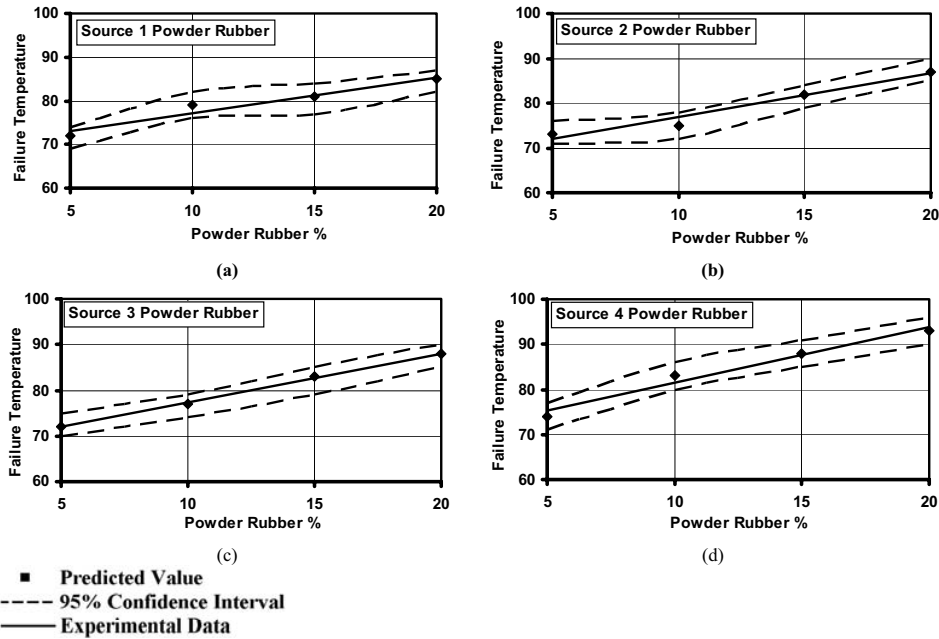 100
90
80
70
60
Failure Temperature
Source 1 Powder Rubber
5 10 15 20
Powder Rubber %
(a)
100
90
80
70
60
Failure Temperature
Source 2 Powder Rubber
5 10 15 20
Powder Rubber %
(b)
100
90
80
70
60
Failure Temperature
Source 3 Powder Rubber
5 10 15 20
Powder Rubber %
(c)
100
90
80
70
60
Failure Temperature
Source 4 Powder Rubber
5 10 15 20
Powder Rubber %
(d)
Predicted Value
95% Confidence Interval
Experimental Data